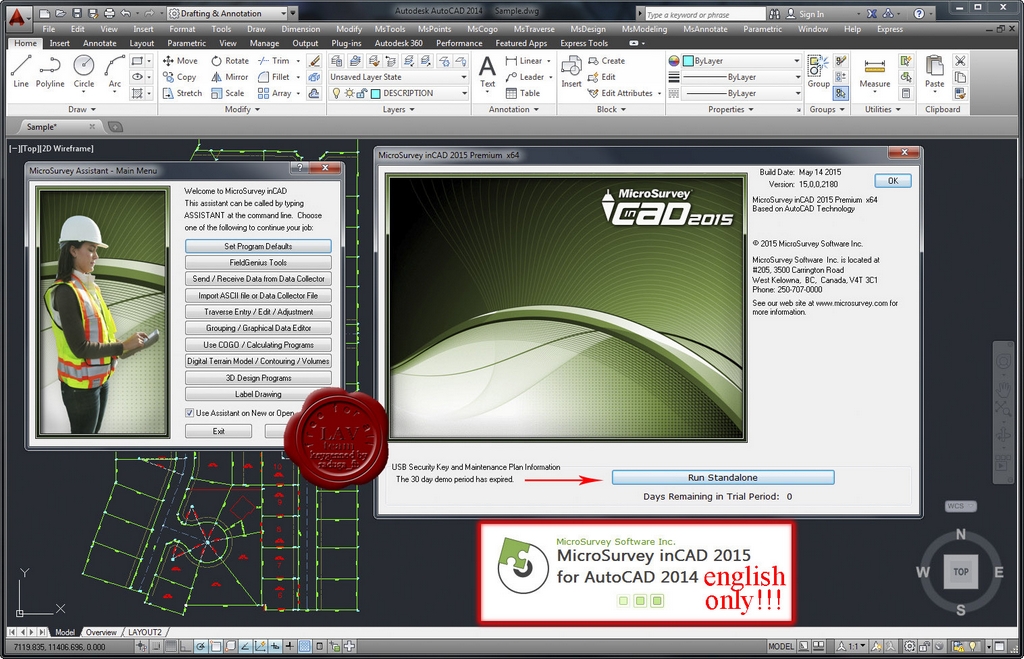 Drafting & Annotation
Autodesk AutoCAD 2014    Sample.dwg
Type a keyword or phrase
Sign In
File Edit View Insert Format Tools Draw Dimension Modify MsTools MsPoints MsCogo MsTraverse MsDesign MsModeling MsAnnotate Parametric Window Help Express
Home Insert Annotate Layout Parametric View Manage Output Plug-ins Autodesk 360 Performance Featured Apps Express Tools
Line Polyline Circle Arc
Move Rotate Trim
Copy Mirror Fillet
Stretch Scale Array
Unsaved Layer State
DESCRIPTION
Text
Linear
Leader
Table
Insert
Create
Edit
Edit Attributes
ByLayer
ByLayer
ByLayer
Group
Measure
Paste
Draw Modify Layers Annotation Block Properties Groups Utilities Clipboard
Sample*
[−][Top][2D Wireframe]
MicroSurvey Assistant - Main Menu
Welcome to MicroSurvey inCAD
This assistant can be called by typing
ASSISTANT at the command line. Choose
one of the following to continue your job:
Set Program Defaults
FieldGenius Tools
Send / Receive Data from Data Collector
Import ASCII file or Data Collector File
Traverse Entry / Edit / Adjustment
Grouping / Graphical Data Editor
Use COGO / Calculating Programs
Digital Terrain Model / Contouring / Volumes
3D Design Programs
Label Drawing
Use Assistant on New or Open
Exit
LAV
team
keygenned by
MicroSurvey inCAD 2015 Premium x64
MicroSurvey
inCAD 2015
Build Date: May 14 2015
Version: 15,0,0,2180
OK
MicroSurvey inCAD 2015 Premium x64
Based on AutoCAD Technology
© 2015 MicroSurvey Software Inc.
MicroSurvey Software Inc. is located at
#205, 3500 Carrington Road
West Kelowna, BC, Canada, V4T 3C1
Phone: 250-707-0000
See our web site at www.microsurvey.com for
more information.
USB Security Key and Maintenance Plan Information
The 30 day demo period has expired.
Run Standalone
Days Remaining in Trial Period: 0
MicroSurvey Software Inc.
MicroSurvey inCAD 2015
for AutoCAD 2014
english
only!!!
WCS
N
W TOP E
S
Y
X
Model Overview LAYOUT2
7119.835, 11406.696, 0.000
MODEL
1:1